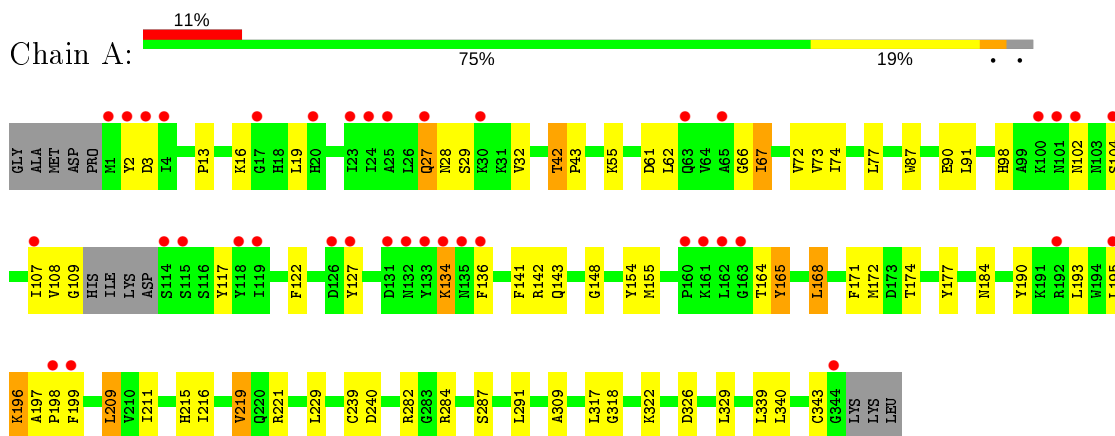 11%
Chain A:
75% 19% • •
GLY ALA MET ASP PRO M1 Y2 D3 I4 P13 K16 G17 H18 L19 H20 I23 I24 A25 L26 Q27 N28 S29 K30 K31 V32 T42 P43 K55 D61 L62 Q63 V64 A65 G66 I67 V72 V73 I74 L77 W87 E90 L91 H98 A99 K100 N101 N102 N103 S104
I107 V108 G109 HIS ILE LYS ASP S114 S115 S116 Y117 Y118 I119 F122 D126 Y127 D131 N132 Y133 K134 N135 F136 F141 R142 Q143 G148 Y154 M155 P160 K161 L162 G163 T164 Y165 L168 F171 M172 D173 T174 Y177 N184 Y190 K191 R192 L193 W194 L195
K196 A197 P198 F199 L209 V210 I211 H215 I216 V219 Q220 R221 L229 C239 D240 R282 G283 R284 S287 L291 A309 L317 G318 K322 D326 L329 L339 L340 C343 G344 LYS LYS LEU